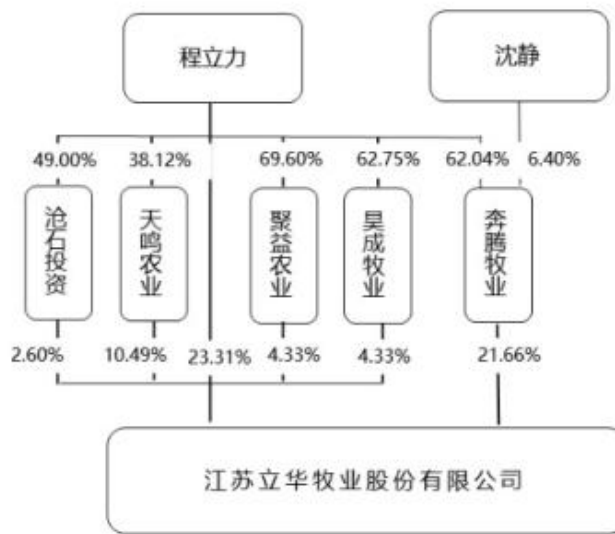 程立力
沈静
49.00%
38.12%
69.60%
62.75%
62.04%
6.40%
沧石投资
天鸣农业
聚益农业
昊成牧业
奔腾牧业
2.60%
10.49%
23.31%
4.33%
4.33%
21.66%
江苏立华牧业股份有限公司